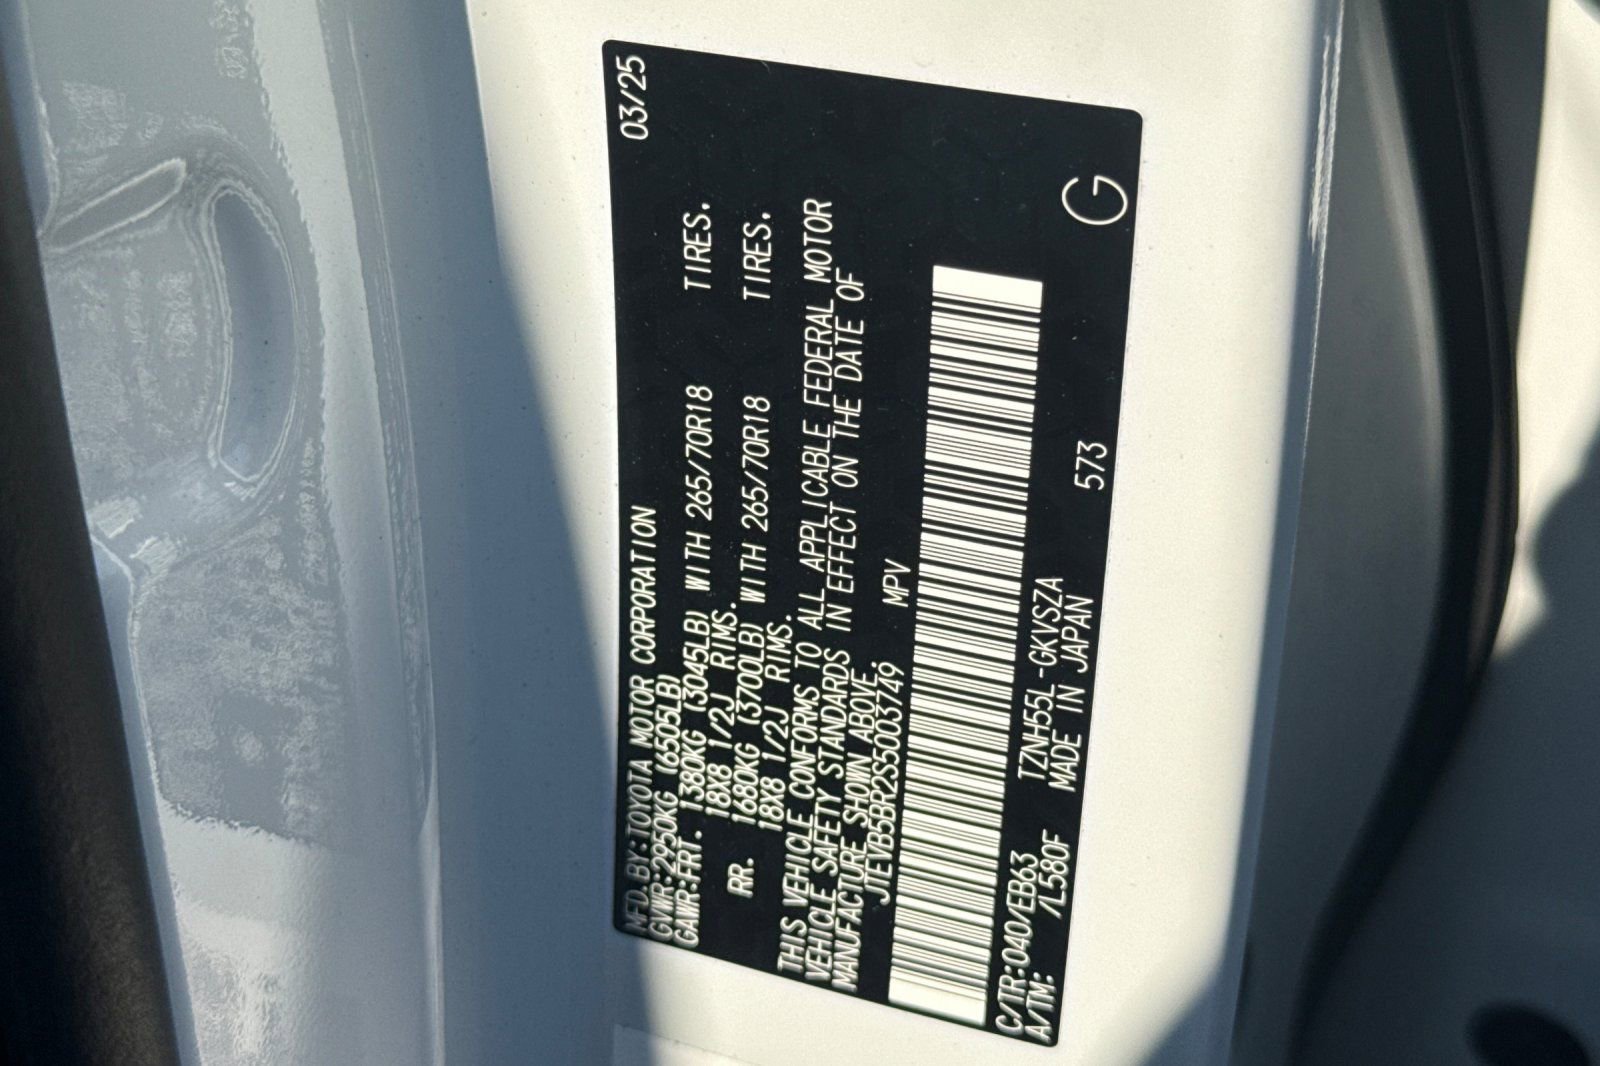 MFD.BY:TOYOTA MOTOR CORPORATION 03/25
GVWR:2950KG (6505LB)
GAWR:FRT. 1380KG (3045LB) WITH 265/70R18 TIRES.
18X8 1/2J RIMS.
RR. 1680KG (3700LB) WITH 265/70R18 TIRES.
18X8 1/2J RIMS.
THIS VEHICLE CONFORMS TO ALL APPLICABLE FEDERAL MOTOR
VEHICLE SAFETY STANDARDS IN EFFECT ON THE DATE OF
MANUFACTURE SHOWN ABOVE.
JTEVB5BR2S5003749 MPV
C/TR:040/EB63 TZNH55L-GKVSZA
A/TM: /L580F MADE IN JAPAN 573 G